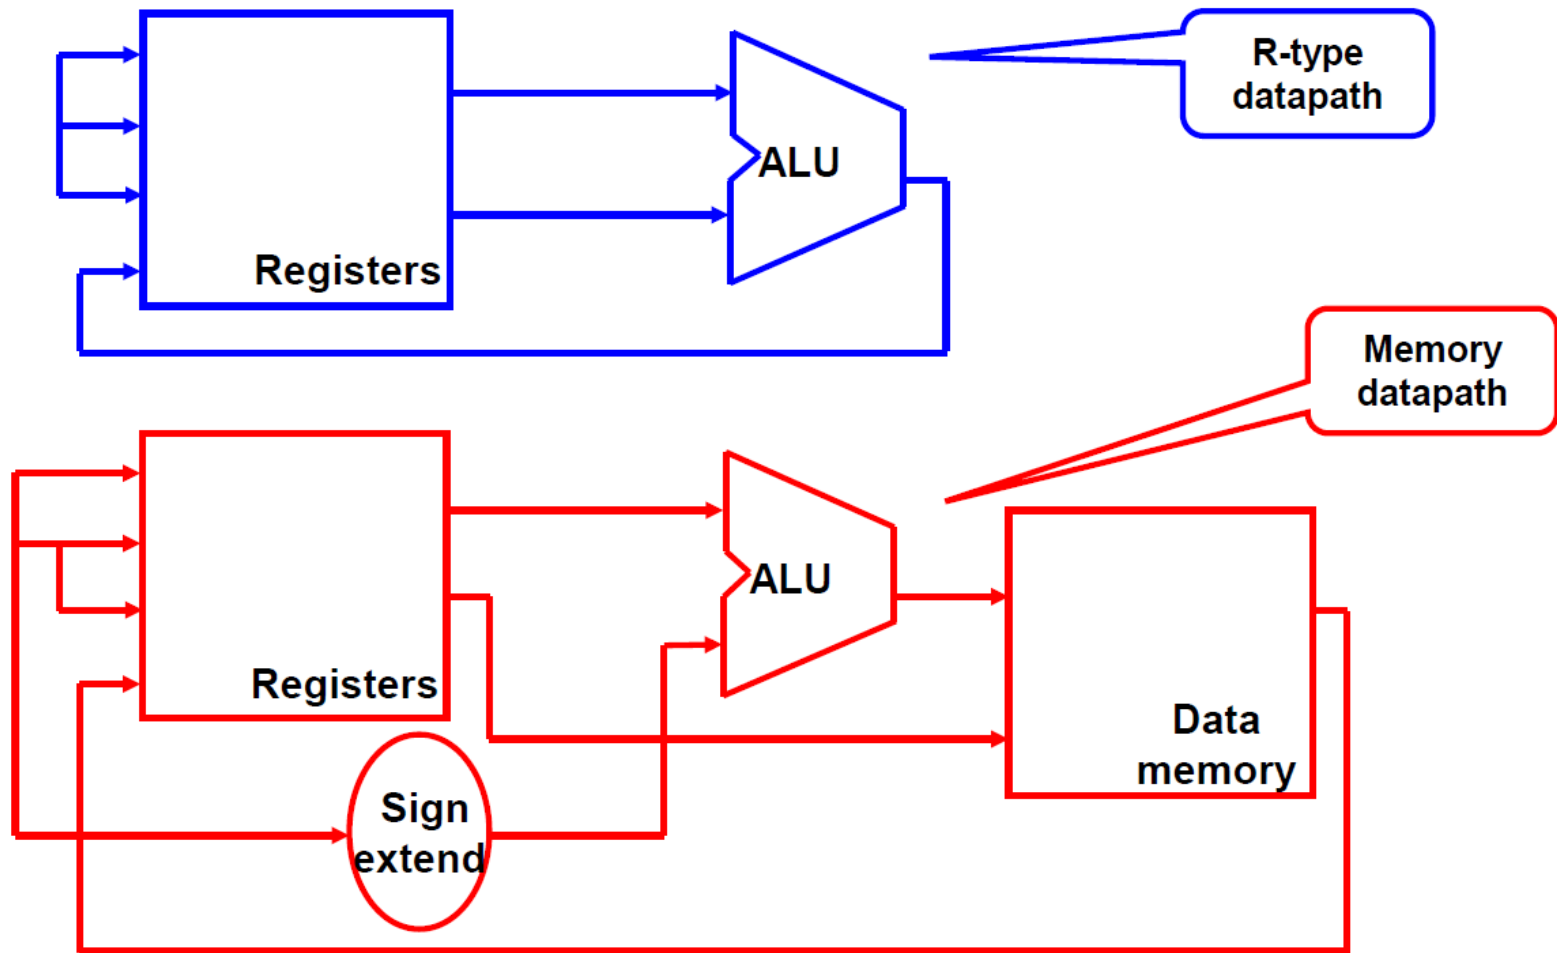 R-type
datapath
ALU
Registers
Memory
datapath
ALU
Registers
Data
memory
Sign
extend